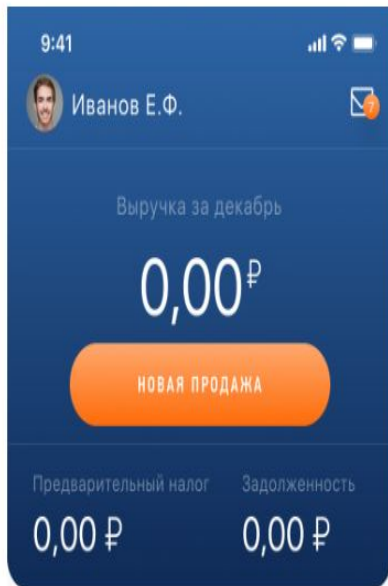 9:41
Иванов Е.Ф.
7
Выручка за декабрь
0,00 ₽
НОВАЯ ПРОДАЖА
Предварительный налог Задолженность
0,00 ₽ 0,00 ₽